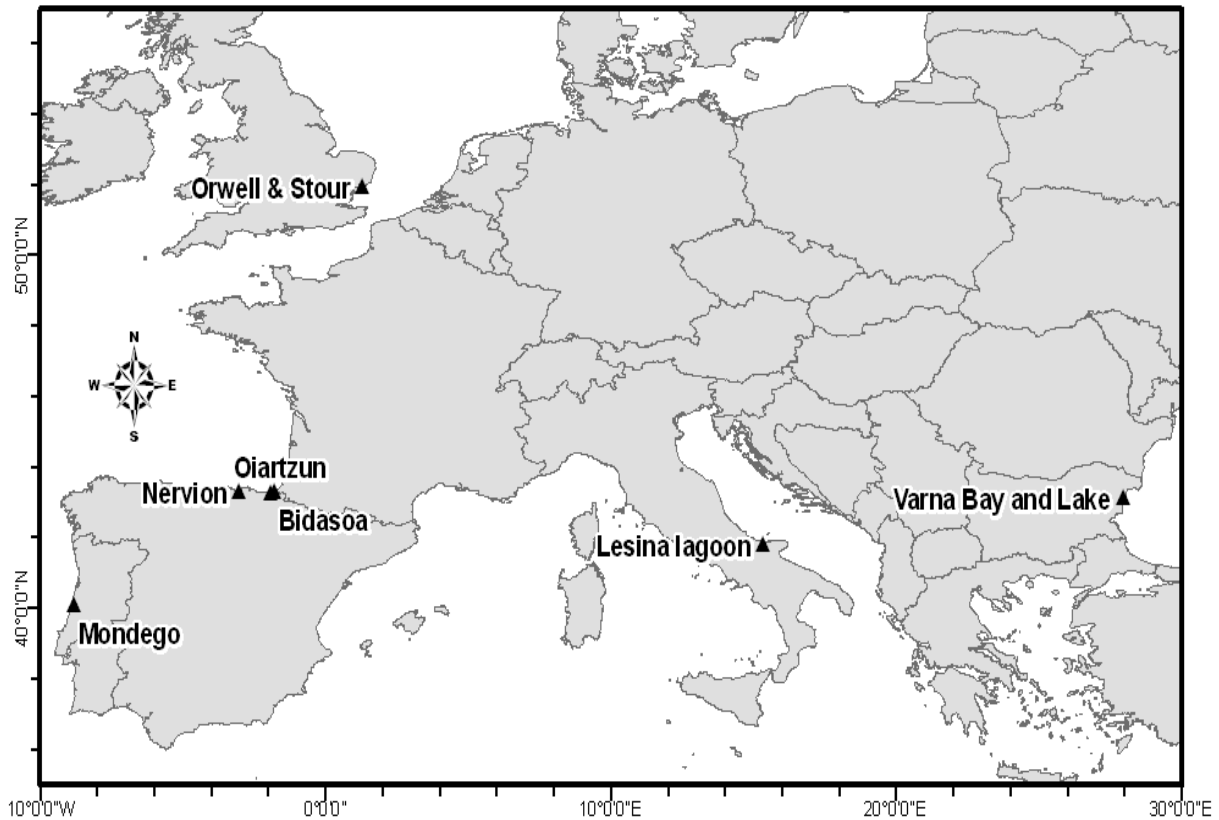 Orwell & Stour
50°0'0"N
N
W
E
S
Oiartzun
Nervion
Bidasoa
Varna Bay and Lake
Lesina lagoon
40°0'0"N
Mondego
10°0'0"W
0°0'0"
10°0'0"E
20°0'0"E
30°0'0"E